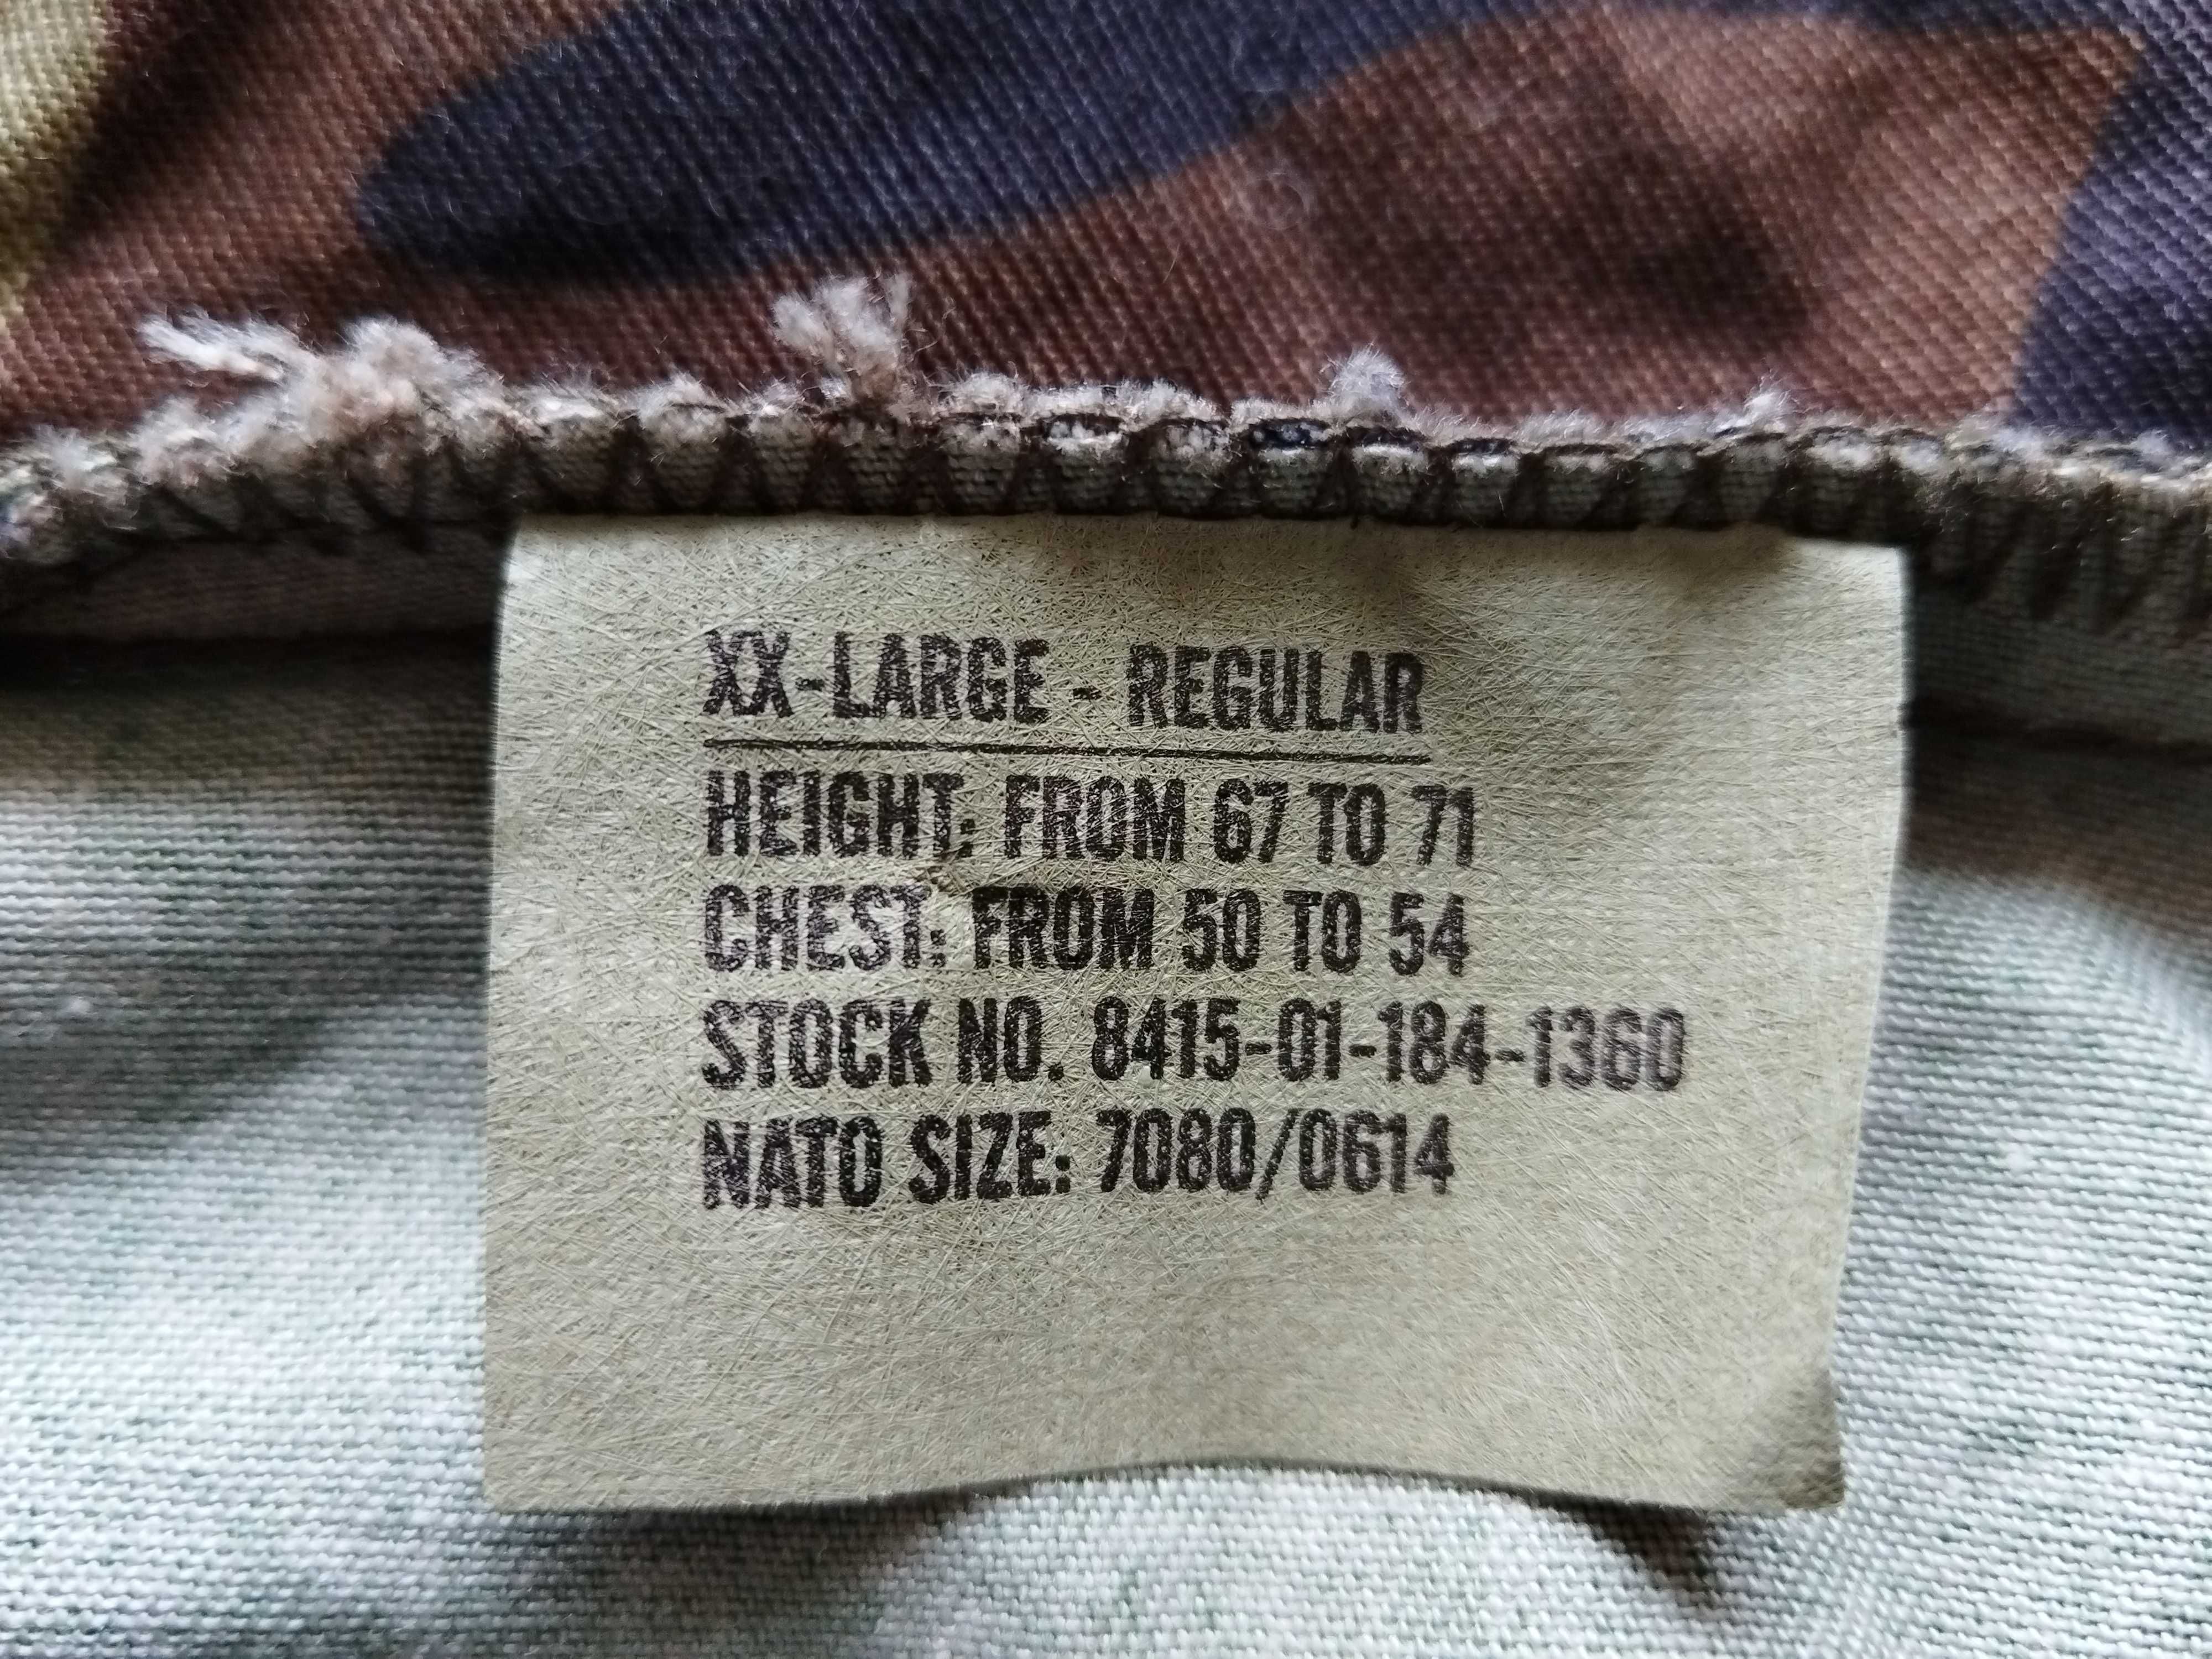 XX-LARGE - REGULAR
HEIGHT: FROM 67 TO 71
CHEST: FROM 50 TO 54
STOCK NO. 8415-01-184-1360
NATO SIZE: 7080/0614